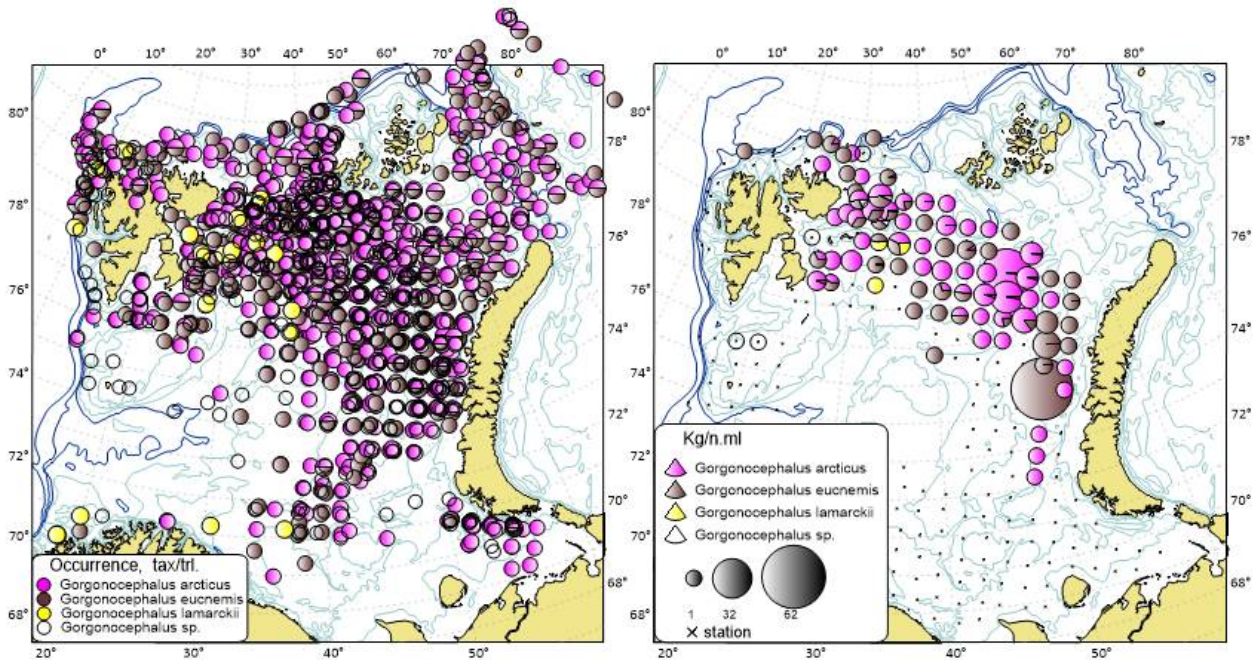 0° 10° 20° 30° 40° 50° 60° 70° 80°
80°
78°
76°
74°
72°
70°
68°
78°
76°
74°
72°
70°
68°
20° 30° 40° 50°
Occurrence, tax/trl.
Gorgonocephalus arcticus
Gorgonocephalus eucnemis
Gorgonocephalus lamarckii
Gorgonocephalus sp.
0° 10° 20° 30° 40° 50° 60° 70° 80°
80°
78°
76°
74°
72°
70°
68°
78°
76°
74°
72°
70°
68°
20° 30° 40° 50°
Kg/n.ml
Gorgonocephalus arcticus
Gorgonocephalus eucnemis
Gorgonocephalus lamarckii
Gorgonocephalus sp.
1 32 62
station